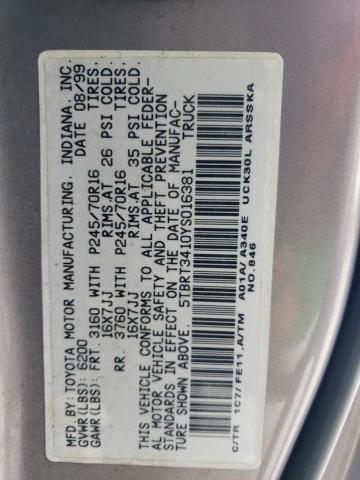 MFD.BY:TOYOTA MOTOR MANUFACTURING, INDIANA, INC.
GVWR(LBS): 6200 DATE 08/99
GAWR(LBS): FRT. 3160 WITH P245/70R16 TIRES,
16X7JJ RIMS.AT 26 PSI COLD.
RR. 3760 WITH P245/70R16 TIRES,
16X7JJ RIMS.AT 35 PSI COLD.
THIS VEHICLE CONFORMS TO ALL APPLICABLE FEDER-
AL MOTOR VEHICLE SAFETY AND THEFT PREVENTION
STANDARDS IN EFFECT ON THE DATE OF MANUFAC-
TURE SHOWN ABOVE. 5TBRT3410YS016381 TRUCK
C/TR 1C7/ FE11.A/TM A01A/ A340E UCK30L ARSSKA
NO.846